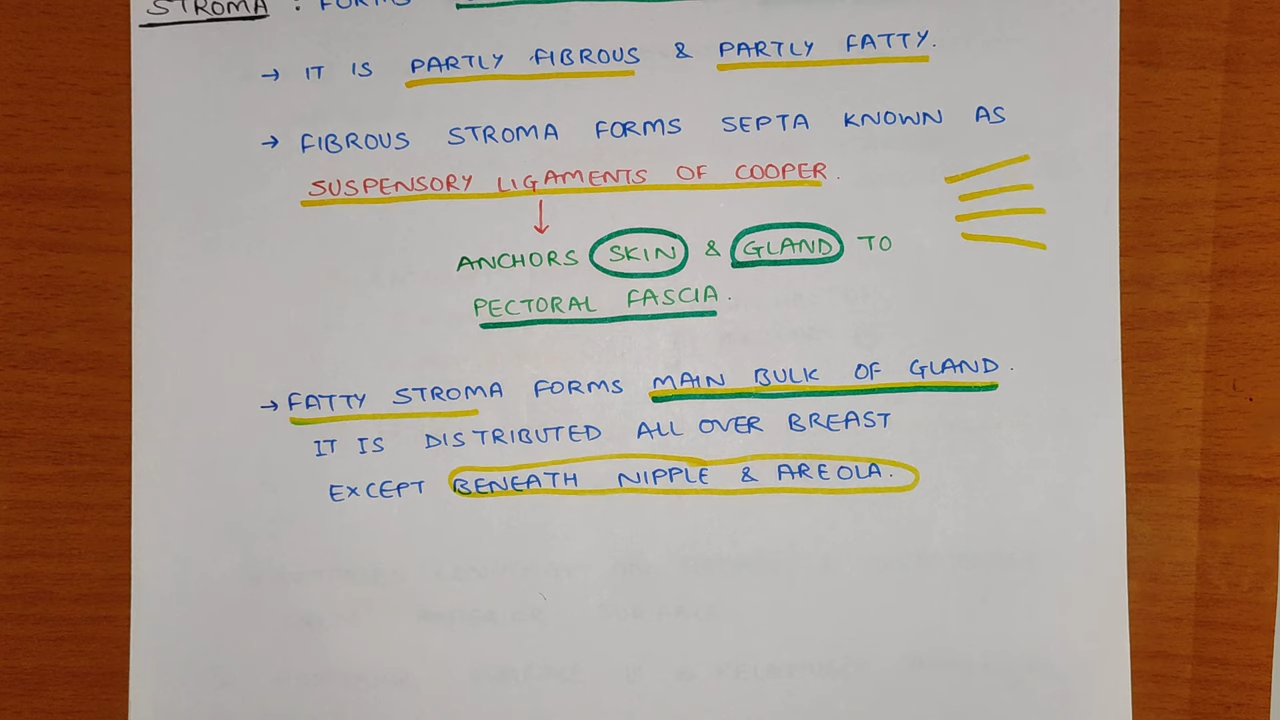 STROMA : FORMS
→ IT IS PARTLY FIBROUS & PARTLY FATTY.
→ FIBROUS STROMA FORMS SEPTA KNOWN AS
SUSPENSORY LIGAMENTS OF COOPER.
ANCHORS SKIN & GLAND TO
PECTORAL FASCIA.
→ FATTY STROMA FORMS MAIN BULK OF GLAND.
IT IS DISTRIBUTED ALL OVER BREAST
EXCEPT BENEATH NIPPLE & AREOLA.